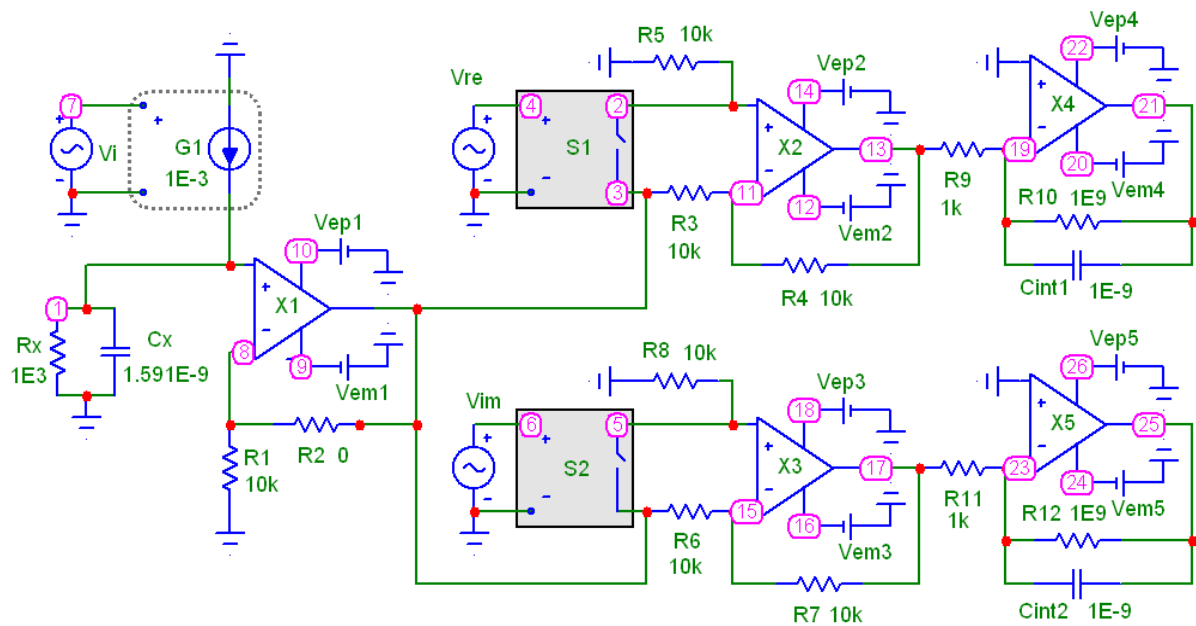 R5 10k
Vep2
Vep4
22
Vre
7
4
2
14
X4
21
+
Vi
-
G1
1E-3
S1
X2
13
19
20
3
11
12
R9
1k
Vem4
R10 1E9
R3
10k
Vem2
Vep1
10
R4 10k
Cint1 1E-9
1
X1
Rx
1E3
Cx
1.591E-9
8
9
Vem1
R8 10k
Vep3
Vep5
26
Vim
6
5
18
X5
25
R1
10k
R2 0
S2
X3
17
23
24
15
16
R11
1k
Vem5
R12 1E9
R6
10k
Vem3
R7 10k
Cint2 1E-9